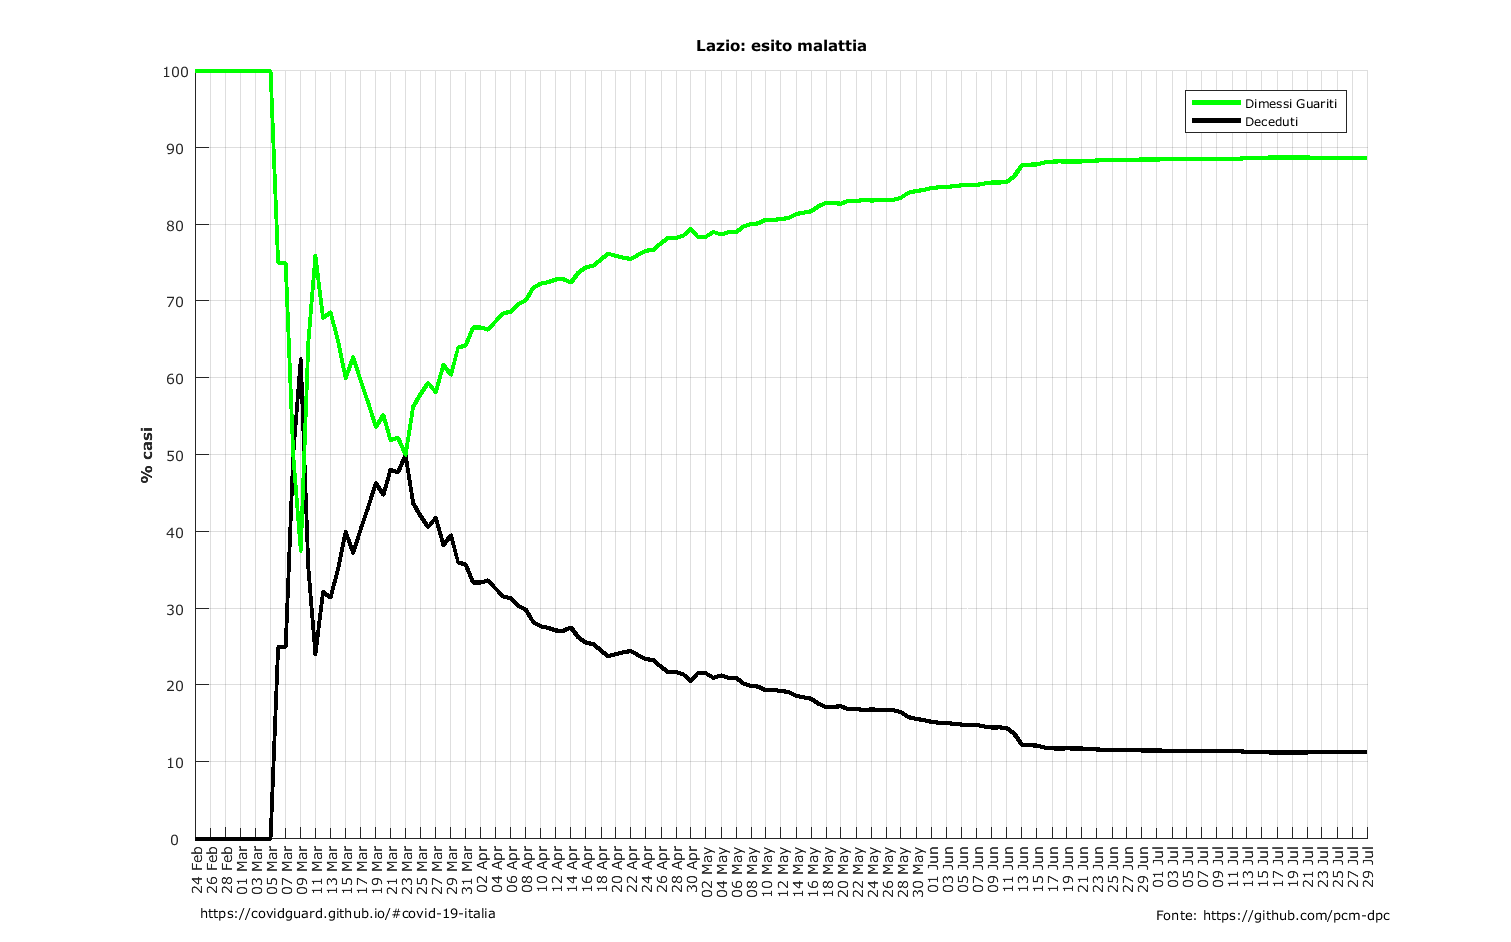 Lazio: esito malattia
100
90
80
70
60
50
40
30
20
10
0
% casi
Dimessi Guariti
Deceduti
24 Feb
26 Feb
28 Feb
01 Mar
03 Mar
05 Mar
07 Mar
09 Mar
11 Mar
13 Mar
15 Mar
17 Mar
19 Mar
21 Mar
23 Mar
25 Mar
27 Mar
29 Mar
31 Mar
02 Apr
04 Apr
06 Apr
08 Apr
10 Apr
12 Apr
14 Apr
16 Apr
18 Apr
20 Apr
22 Apr
24 Apr
26 Apr
28 Apr
30 Apr
02 May
04 May
06 May
08 May
10 May
12 May
14 May
16 May
18 May
20 May
22 May
24 May
26 May
28 May
30 May
01 Jun
03 Jun
05 Jun
07 Jun
09 Jun
11 Jun
13 Jun
15 Jun
17 Jun
19 Jun
21 Jun
23 Jun
25 Jun
27 Jun
29 Jun
01 Jul
03 Jul
05 Jul
07 Jul
09 Jul
11 Jul
13 Jul
15 Jul
17 Jul
19 Jul
21 Jul
23 Jul
25 Jul
27 Jul
29 Jul
https://covidguard.github.io/#covid-19-italia
Fonte: https://github.com/pcm-dpc